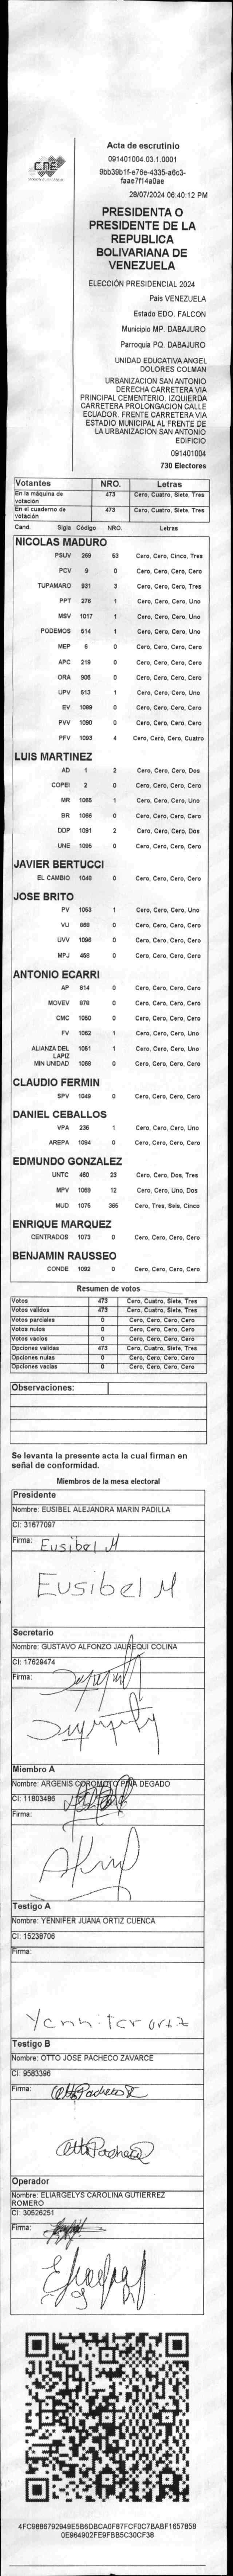 CNE
Acta de escrutinio
091401004.03.1.0001
9bb39b1f-e76e-4335-a6c3-
faae7f14a0ae
28/07/2024 06:40:12 PM
PRESIDENTA O
PRESIDENTE DE LA
REPUBLICA
BOLIVARIANA DE
VENEZUELA
ELECCIÓN PRESIDENCIAL 2024
Pais VENEZUELA
Estado EDO. FALCON
Municipio MP. DABAJURO
Parroquia PQ. DABAJURO
UNIDAD EDUCATIVA ANGEL
DOLORES COLMAN
URBANIZACION SAN ANTONIO
DERECHA CARRETERA VIA
PRINCIPAL CEMENTERIO. IZQUIERDA
CARRETERA PROLONGACION CALLE
ECUADOR. FRENTE CARRETERA VIA
ESTADIO MUNICIPAL AL FRENTE DE
LA URBANIZACION SAN ANTONIO
EDIFICIO
091401004
730 Electores
Votantes NRO. Letras
En la máquina de votación 473 Cero, Cuatro, Siete, Tres
En el cuaderno de votación 473 Cero, Cuatro, Siete, Tres
Cand. Sigla Código NRO. Letras
NICOLAS MADURO
PSUV 269 53 Cero, Cero, Cinco, Tres
PCV 9 0 Cero, Cero, Cero, Cero
TUPAMARO 931 3 Cero, Cero, Cero, Tres
PPT 276 1 Cero, Cero, Cero, Uno
MSV 1017 1 Cero, Cero, Cero, Uno
PODEMOS 514 1 Cero, Cero, Cero, Uno
MEP 6 0 Cero, Cero, Cero, Cero
APC 219 0 Cero, Cero, Cero, Cero
ORA 906 0 Cero, Cero, Cero, Cero
UPV 613 1 Cero, Cero, Cero, Uno
EV 1089 0 Cero, Cero, Cero, Cero
PVV 1090 0 Cero, Cero, Cero, Cero
PFV 1093 4 Cero, Cero, Cero, Cuatro
LUIS MARTINEZ
AD 1 2 Cero, Cero, Cero, Dos
COPEI 2 0 Cero, Cero, Cero, Cero
MR 1065 1 Cero, Cero, Cero, Uno
BR 1066 0 Cero, Cero, Cero, Cero
DDP 1091 2 Cero, Cero, Cero, Dos
UNE 1095 0 Cero, Cero, Cero, Cero
JAVIER BERTUCCI
EL CAMBIO 1048 0 Cero, Cero, Cero, Cero
JOSE BRITO
PV 1053 1 Cero, Cero, Cero, Uno
VU 868 0 Cero, Cero, Cero, Cero
UVV 1096 0 Cero, Cero, Cero, Cero
MPJ 458 0 Cero, Cero, Cero, Cero
ANTONIO ECARRI
AP 814 0 Cero, Cero, Cero, Cero
MOVEV 878 0 Cero, Cero, Cero, Cero
CMC 1050 0 Cero, Cero, Cero, Cero
FV 1062 1 Cero, Cero, Cero, Uno
ALIANZA DEL LAPIZ 1051 1 Cero, Cero, Cero, Uno
MIN UNIDAD 1068 0 Cero, Cero, Cero, Cero
CLAUDIO FERMIN
SPV 1049 0 Cero, Cero, Cero, Cero
DANIEL CEBALLOS
VPA 236 1 Cero, Cero, Cero, Uno
AREPA 1094 0 Cero, Cero, Cero, Cero
EDMUNDO GONZALEZ
UNTC 460 23 Cero, Cero, Dos, Tres
MPV 1069 12 Cero, Cero, Uno, Dos
MUD 1075 365 Cero, Tres, Seis, Cinco
ENRIQUE MARQUEZ
CENTRADOS 1073 0 Cero, Cero, Cero, Cero
BENJAMIN RAUSSEO
CONDE 1092 0 Cero, Cero, Cero, Cero
Resumen de votos
Votos 473 Cero, Cuatro, Siete, Tres
Votos validos 473 Cero, Cuatro, Siete, Tres
Votos parciales 0 Cero, Cero, Cero, Cero
Votos nulos 0 Cero, Cero, Cero, Cero
Votos vacios 0 Cero, Cero, Cero, Cero
Opciones validas 473 Cero, Cuatro, Siete, Tres
Opciones nulas 0 Cero, Cero, Cero, Cero
Opciones vacias 0 Cero, Cero, Cero, Cero
Observaciones:
Se levanta la presente acta la cual firman en
señal de conformidad.
Miembros de la mesa electoral
Presidente
Nombre: EUSIBEL ALEJANDRA MARIN PADILLA
CI: 31677097
Firma: Eusibel M
Eusibel M
Secretario
Nombre: GUSTAVO ALFONZO JAUREQUI COLINA
CI: 17629474
Firma:
Miembro A
Nombre: ARGENIS COROMOTO PIÑA DEGADO
CI: 11803486
Firma:
Testigo A
Nombre: YENNIFER JUANA ORTIZ CUENCA
CI: 15238706
Firma:
Yennifer ortiz
Testigo B
Nombre: OTTO JOSE PACHECO ZAVARCE
CI: 9583396
Firma: Otto Pacheco Z
Otto Pacheco Z
Operador
Nombre: ELIARGELYS CAROLINA GUTIERREZ
ROMERO
CI: 30526251
Firma:
4FC9886792949E5B6DBCA0F87FCF0C7BABF1657858
0E964902FE9FBB5C30CF38